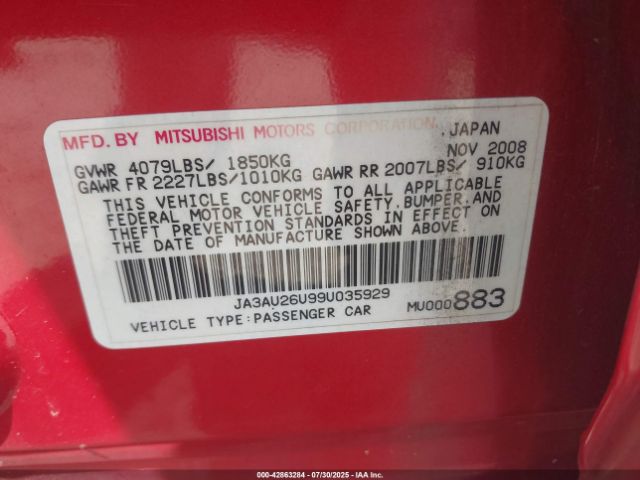 MFD. BY MITSUBISHI MOTORS CORPORATION, JAPAN
NOV 2008
GVWR 4079LBS/ 1850KG
GAWR FR 2227LBS/1010KG GAWR RR 2007LBS/ 910KG
THIS VEHICLE CONFORMS TO ALL APPLICABLE
FEDERAL MOTOR VEHICLE SAFETY, BUMPER, AND
THEFT PREVENTION STANDARDS IN EFFECT ON
THE DATE OF MANUFACTURE SHOWN ABOVE.
JA3AU26U99U035929
VEHICLE TYPE:PASSENGER CAR MU000883
000-42863284 - 07/30/2025 - IAA, Inc.